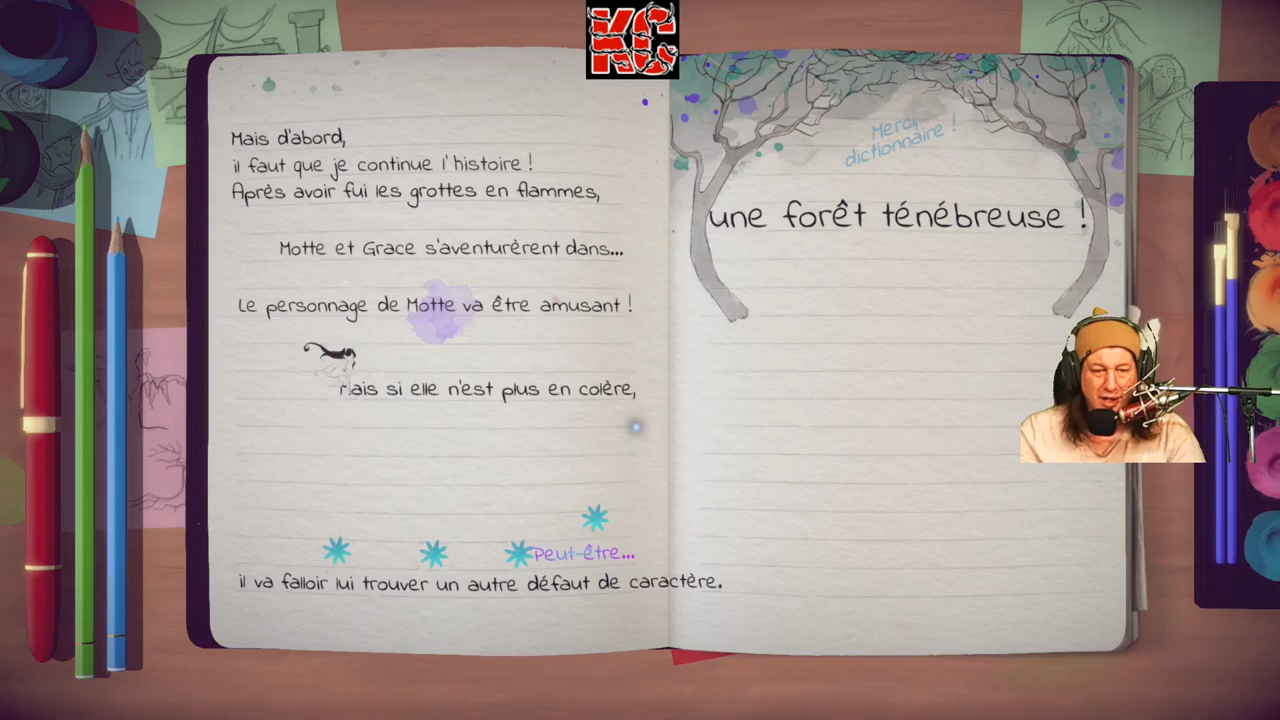 KC
Mais d'abord,
il faut que je continue l'histoire !
Après avoir fui les grottes en flammes,
Motte et Grace s'aventurèrent dans...
Le personnage de Motte va être amusant !
Mais si elle n'est plus en colère,
Peut-être...
il va falloir lui trouver un autre défaut de caractère.
Merci,
dictionnaire !
une forêt ténébreuse !